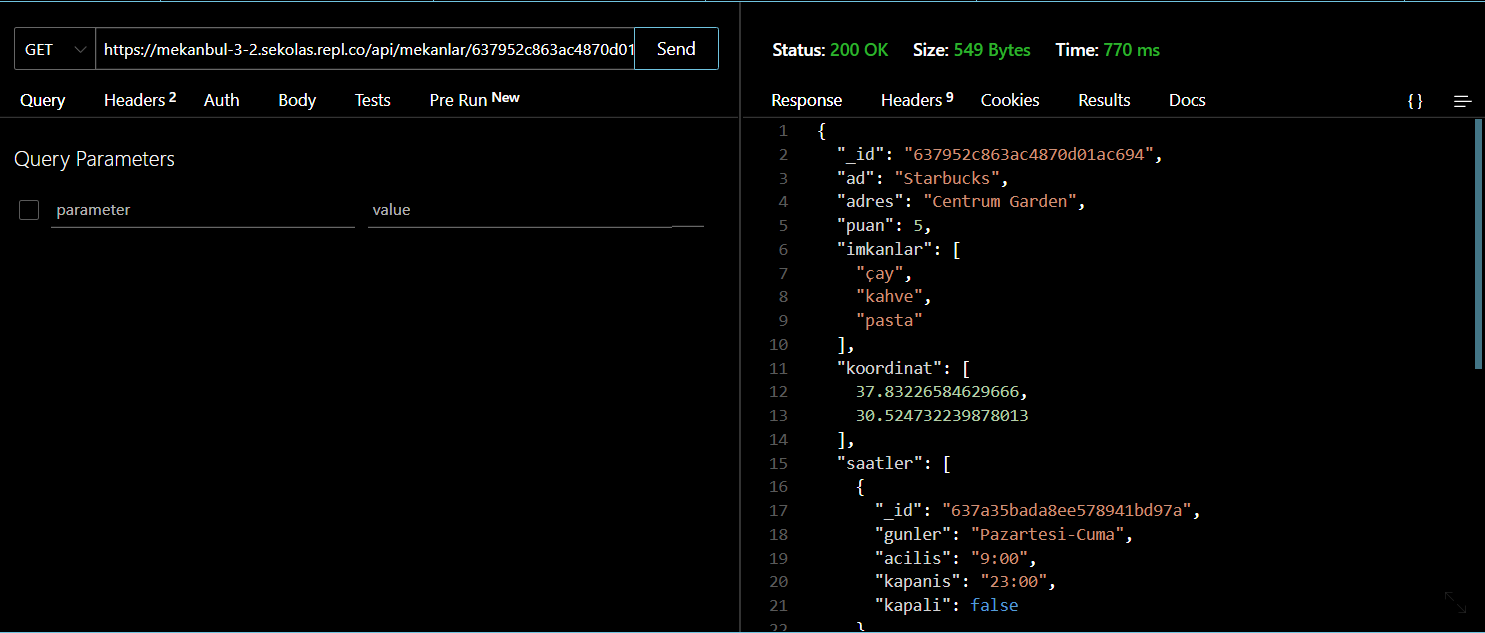 GET https://mekanbul-3-2.sekolas.repl.co/api/mekanlar/637952c863ac4870d01 Send
Query Headers 2 Auth Body Tests Pre Run New
Query Parameters
parameter value
Status: 200 OK Size: 549 Bytes Time: 770 ms
Response Headers 9 Cookies Results Docs {}
1 {
2 "_id": "637952c863ac4870d01ac694",
3 "ad": "Starbucks",
4 "adres": "Centrum Garden",
5 "puan": 5,
6 "imkanlar": [
7 "çay",
8 "kahve",
9 "pasta"
10 ],
11 "koordinat": [
12 37.83226584629666,
13 30.524732239878013
14 ],
15 "saatler": [
16 {
17 "_id": "637a35bada8ee578941bd97a",
18 "gunler": "Pazartesi-Cuma",
19 "acilis": "9:00",
20 "kapanis": "23:00",
21 "kapali": false
22 }